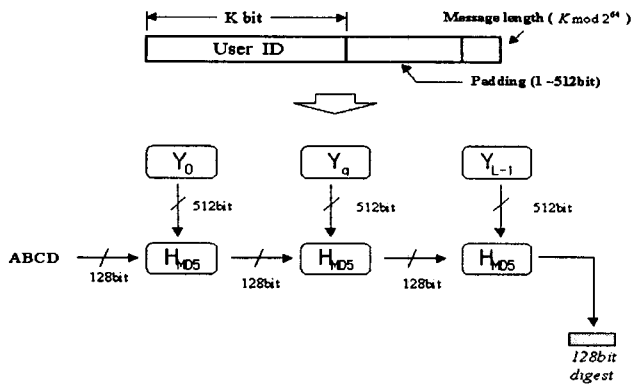 K bit
Message length ( K mod 2^64 )
User ID
Padding (1 ~512bit)
Y0
Yq
YL-1
512bit
512bit
512bit
ABCD
HMD5
HMD5
HMD5
128bit
128bit
128bit
128bit
digest